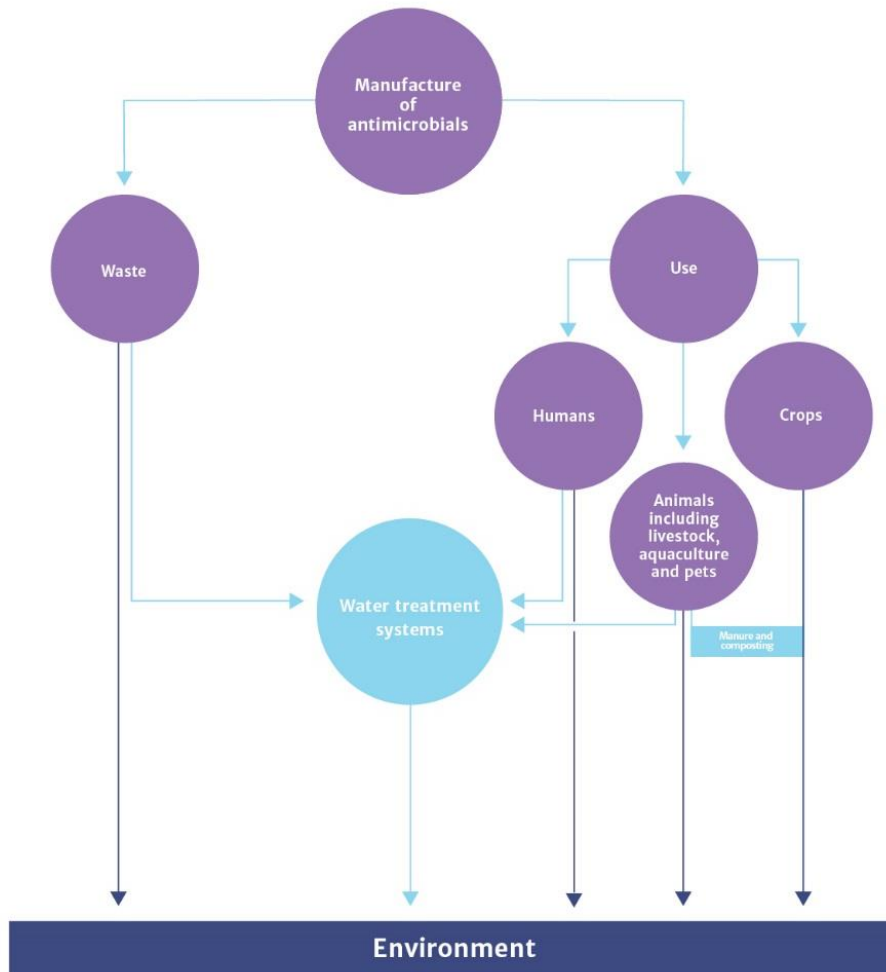 Manufacture
of
antimicrobials
Waste
Use
Humans
Crops
Animals
including
livestock,
aquaculture
and pets
Water treatment
systems
Manure and
composting
Environment